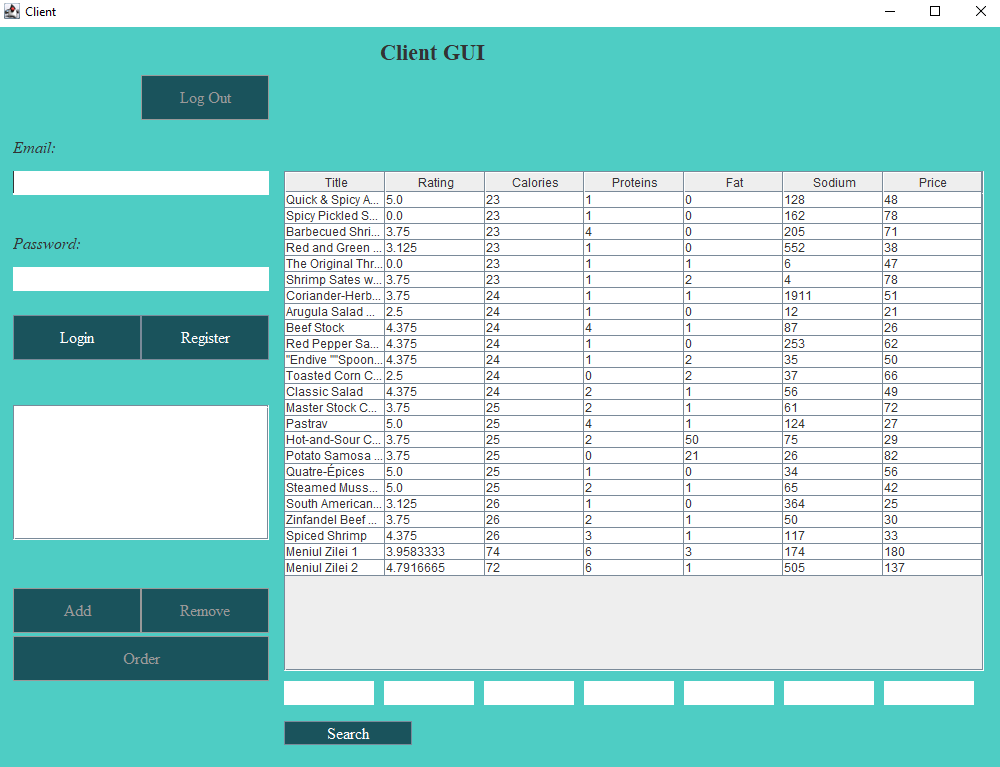 Client
Client GUI
Log Out
Email:
Password:
Login Register
Add Remove
Order
Title Rating Calories Proteins Fat Sodium Price
Quick & Spicy A... 5.0 23 1 0 128 48
Spicy Pickled S... 0.0 23 1 0 162 78
Barbecued Shri... 3.75 23 4 0 205 71
Red and Green ... 3.125 23 1 0 552 38
The Original Thr... 0.0 23 1 1 6 47
Shrimp Sates w... 3.75 23 1 2 4 78
Coriander-Herb... 3.75 24 1 1 1911 51
Arugula Salad ... 2.5 24 1 0 12 21
Beef Stock 4.375 24 4 1 87 26
Red Pepper Sa... 4.375 24 1 0 253 62
"Endive ""Spoon... 4.375 24 1 2 35 50
Toasted Corn C... 2.5 24 0 2 37 66
Classic Salad 4.375 24 2 1 56 49
Master Stock C... 3.75 25 2 1 61 72
Pastrav 5.0 25 4 1 124 27
Hot-and-Sour C... 3.75 25 2 50 75 29
Potato Samosa ... 3.75 25 0 21 26 82
Quatre-Épices 5.0 25 1 0 34 56
Steamed Muss... 5.0 25 2 1 65 42
South American... 3.125 26 1 0 364 25
Zinfandel Beef ... 3.75 26 2 1 50 30
Spiced Shrimp 4.375 26 3 1 117 33
Meniul Zilei 1 3.9583333 74 6 3 174 180
Meniul Zilei 2 4.7916665 72 6 1 505 137
Search